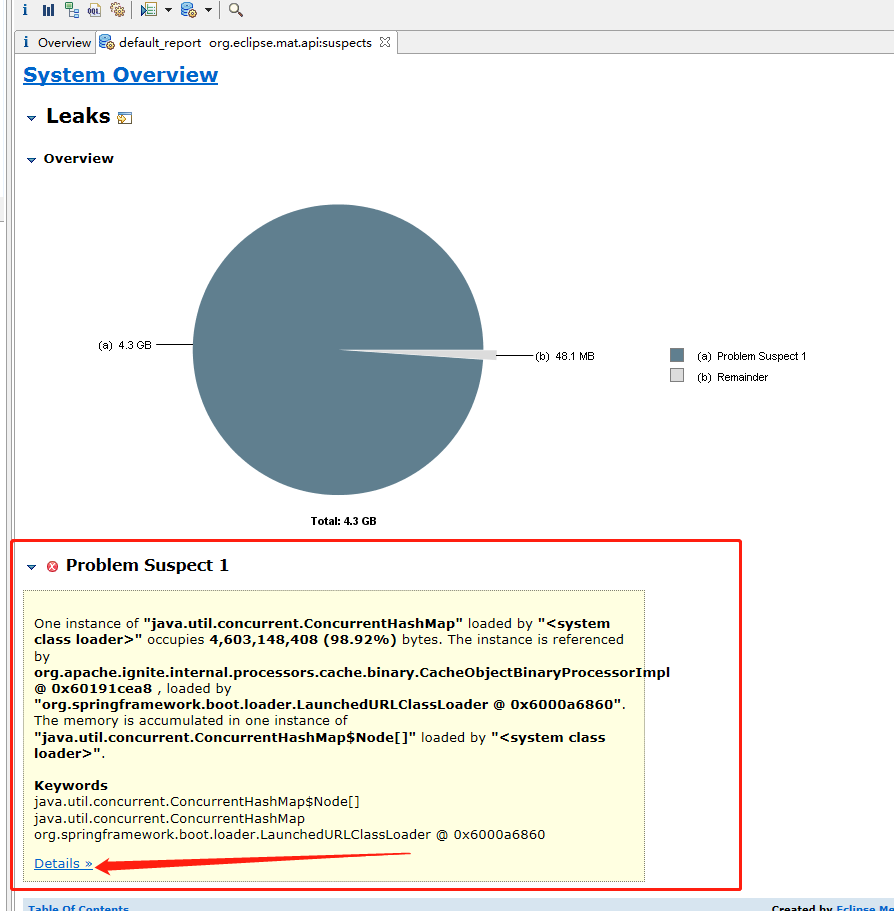 Overview
default_report org.eclipse.mat.api:suspects
System Overview
Leaks
Overview
(a) 4.3 GB
(b) 48.1 MB
(a) Problem Suspect 1
(b) Remainder
Total: 4.3 GB
Problem Suspect 1
One instance of "java.util.concurrent.ConcurrentHashMap" loaded by "<system
class loader>" occupies 4,603,148,408 (98.92%) bytes. The instance is referenced
by
org.apache.ignite.internal.processors.cache.binary.CacheObjectBinaryProcessorImpl
@ 0x60191cea8 , loaded by
"org.springframework.boot.loader.LaunchedURLClassLoader @ 0x6000a6860".
The memory is accumulated in one instance of
"java.util.concurrent.ConcurrentHashMap$Node[]" loaded by "<system class
loader>".
Keywords
java.util.concurrent.ConcurrentHashMap$Node[]
java.util.concurrent.ConcurrentHashMap
org.springframework.boot.loader.LaunchedURLClassLoader @ 0x6000a6860
Details »
Table Of Contents
Created by Eclipse Me